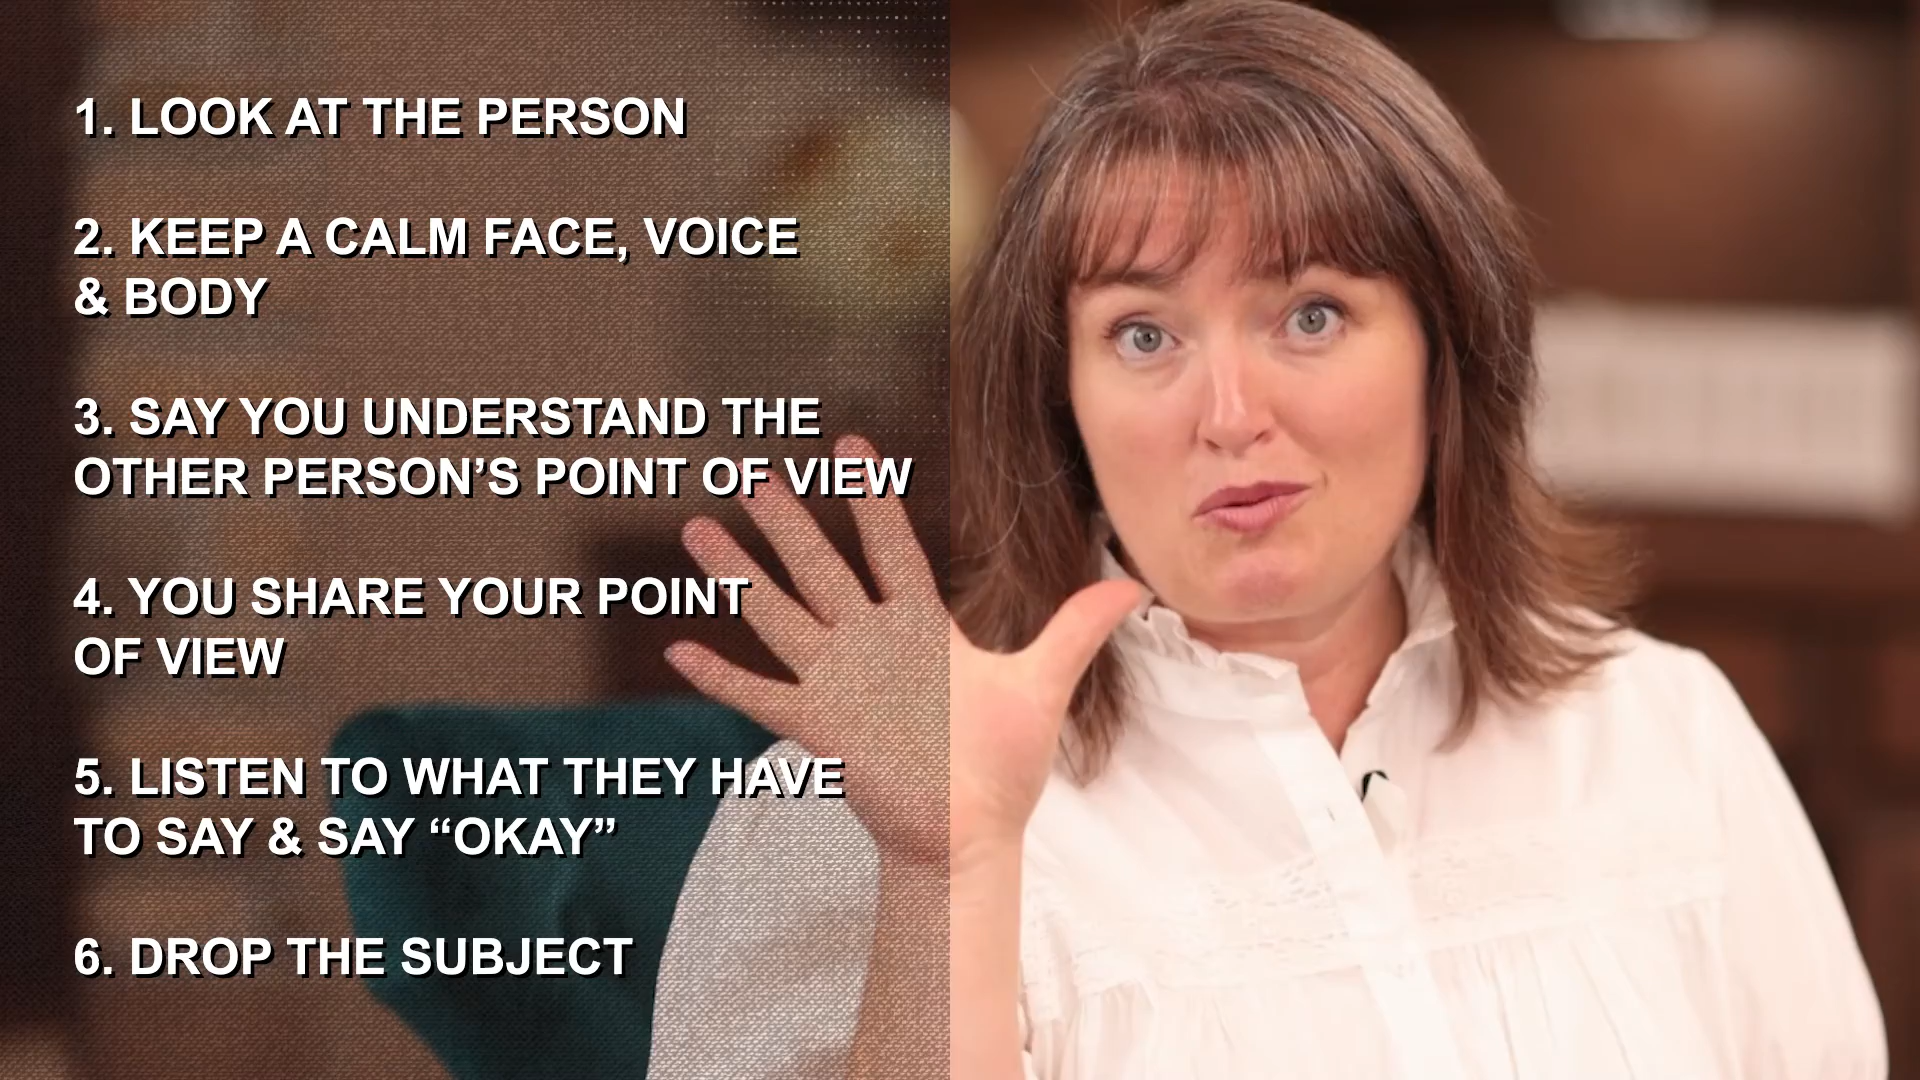 1. LOOK AT THE PERSON
2. KEEP A CALM FACE, VOICE
& BODY
3. SAY YOU UNDERSTAND THE
OTHER PERSON’S POINT OF VIEW
4. YOU SHARE YOUR POINT
OF VIEW
5. LISTEN TO WHAT THEY HAVE
TO SAY & SAY “OKAY”
6. DROP THE SUBJECT